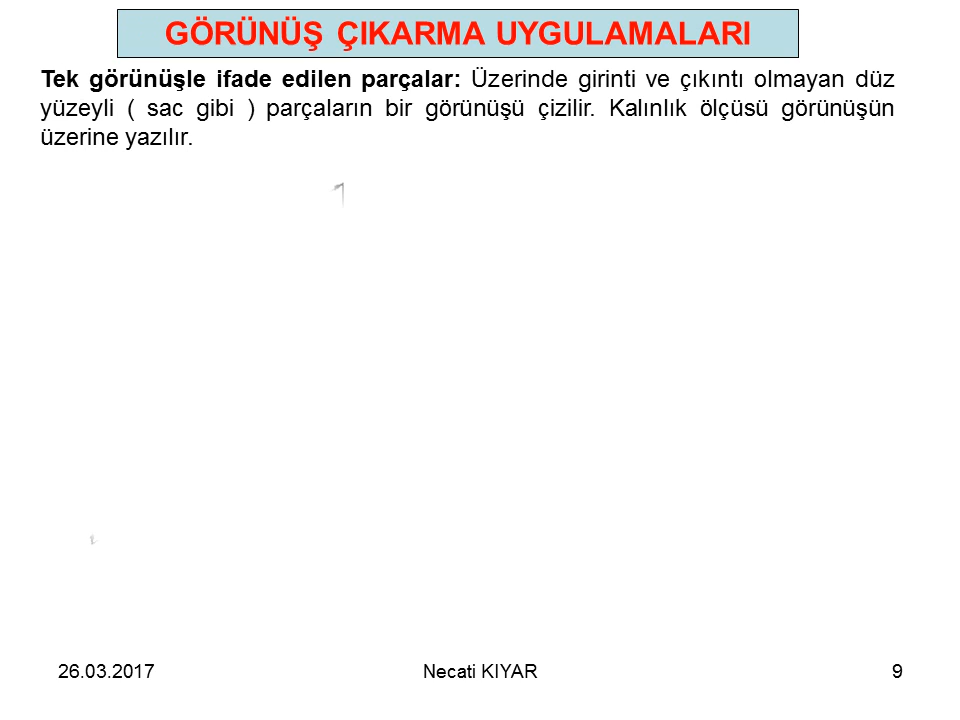 GÖRÜNÜŞ ÇIKARMA UYGULAMALARI
Tek görünüşle ifade edilen parçalar: Üzerinde girinti ve çıkıntı olmayan düz
yüzeyli ( sac gibi ) parçaların bir görünüşü çizilir. Kalınlık ölçüsü görünüşün
üzerine yazılır.
26.03.2017
Necati KIYAR
9